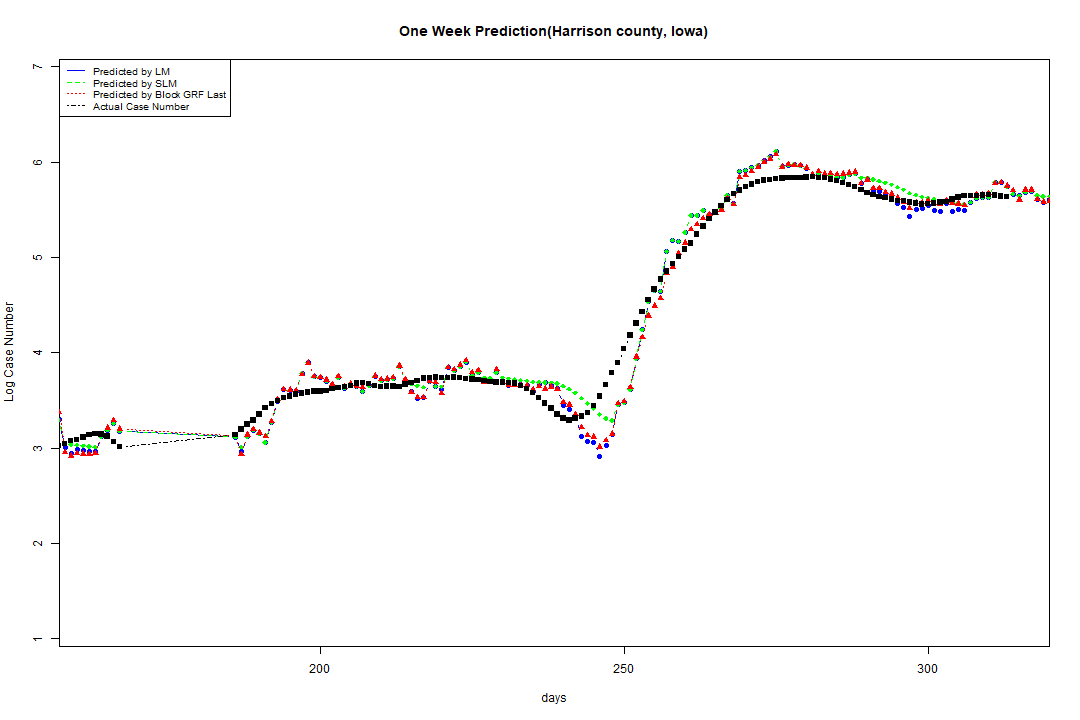 One Week Prediction(Harrison county, Iowa)
7
6
5
4
3
2
1
Log Case Number
Predicted by LM
Predicted by SLM
Predicted by Block GRF Last
Actual Case Number
200
250
300
days